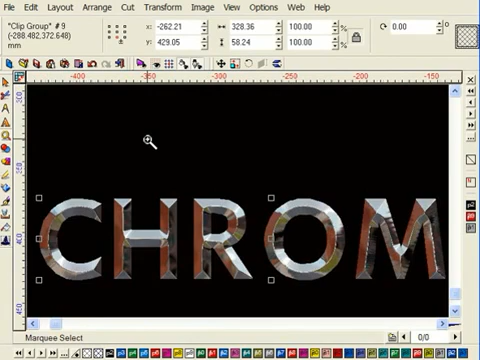 File Edit Layout Arrange Transform Image View Web Help
"Clip Group" # 9
(-288.482,372.648)
mm
x: -262.21 328.36 100.00 % 0.00 °
y: 429.05 58.24 100.00 %
-400 -350 -300 -250 -200 -150
CHROM
Marquee Select 0/0